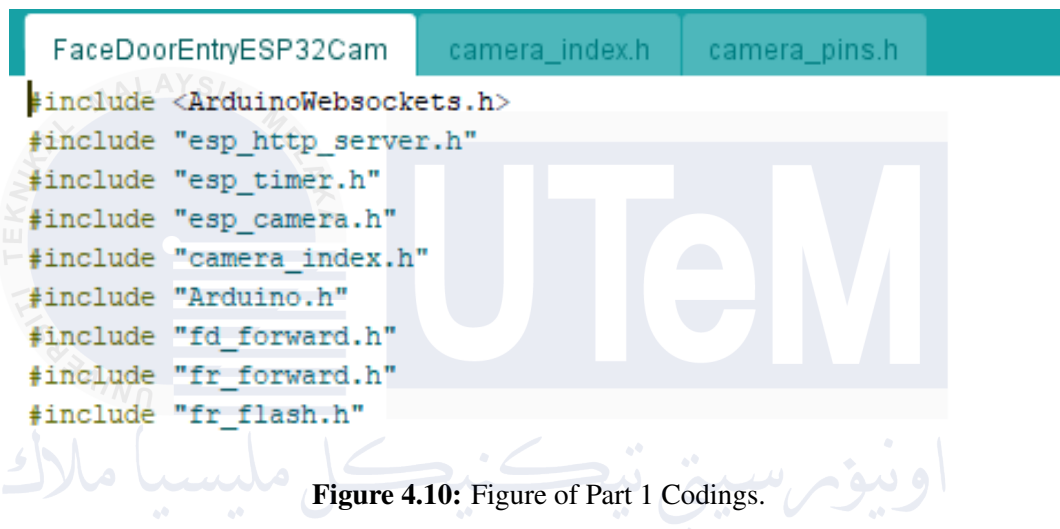 FaceDoorEntryESP32Cam camera_index.h camera_pins.h
#include <ArduinoWebsockets.h>
#include "esp_http_server.h"
#include "esp_timer.h"
#include "esp_camera.h"
#include "camera_index.h"
#include "Arduino.h"
#include "fd_forward.h"
#include "fr_forward.h"
#include "fr_flash.h"
UTeM
اونيۏرسيتي تيكنيكل مليسيا ملاك
Figure 4.10: Figure of Part 1 Codings.